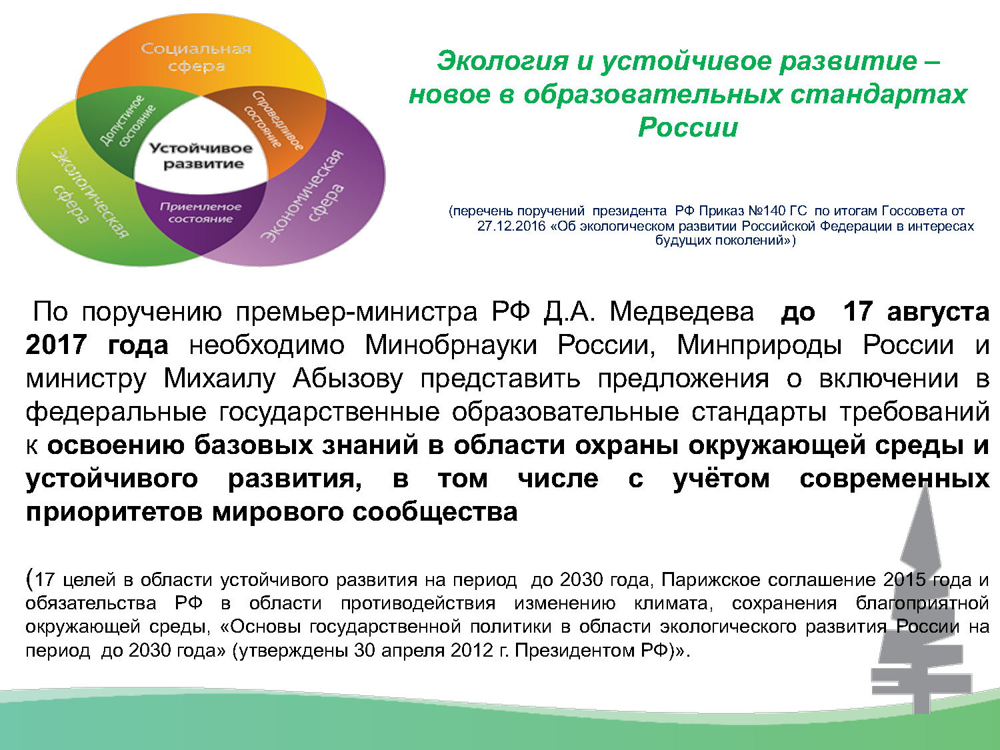 Социальная
сфера
Допустимое
состояние
Справедливое
состояние
Устойчивое
развитие
Экологическая
сфера
Приемлемое
состояние
Экономическая
сфера
Экология и устойчивое развитие –
новое в образовательных стандартах
России
(перечень поручений президента РФ Приказ №140 ГС по итогам Госсовета от
27.12.2016 «Об экологическом развитии Российской Федерации в интересах
будущих поколений»)
По поручению премьер-министра РФ Д.А. Медведева до 17 августа
2017 года необходимо Минобрнауки России, Минприроды России и
министру Михаилу Абызову представить предложения о включении в
федеральные государственные образовательные стандарты требований
к освоению базовых знаний в области охраны окружающей среды и
устойчивого развития, в том числе с учётом современных
приоритетов мирового сообщества
(17 целей в области устойчивого развития на период до 2030 года, Парижское соглашение 2015 года и
обязательства РФ в области противодействия изменению климата, сохранения благоприятной
окружающей среды, «Основы государственной политики в области экологического развития России на
период до 2030 года» (утверждены 30 апреля 2012 г. Президентом РФ)».